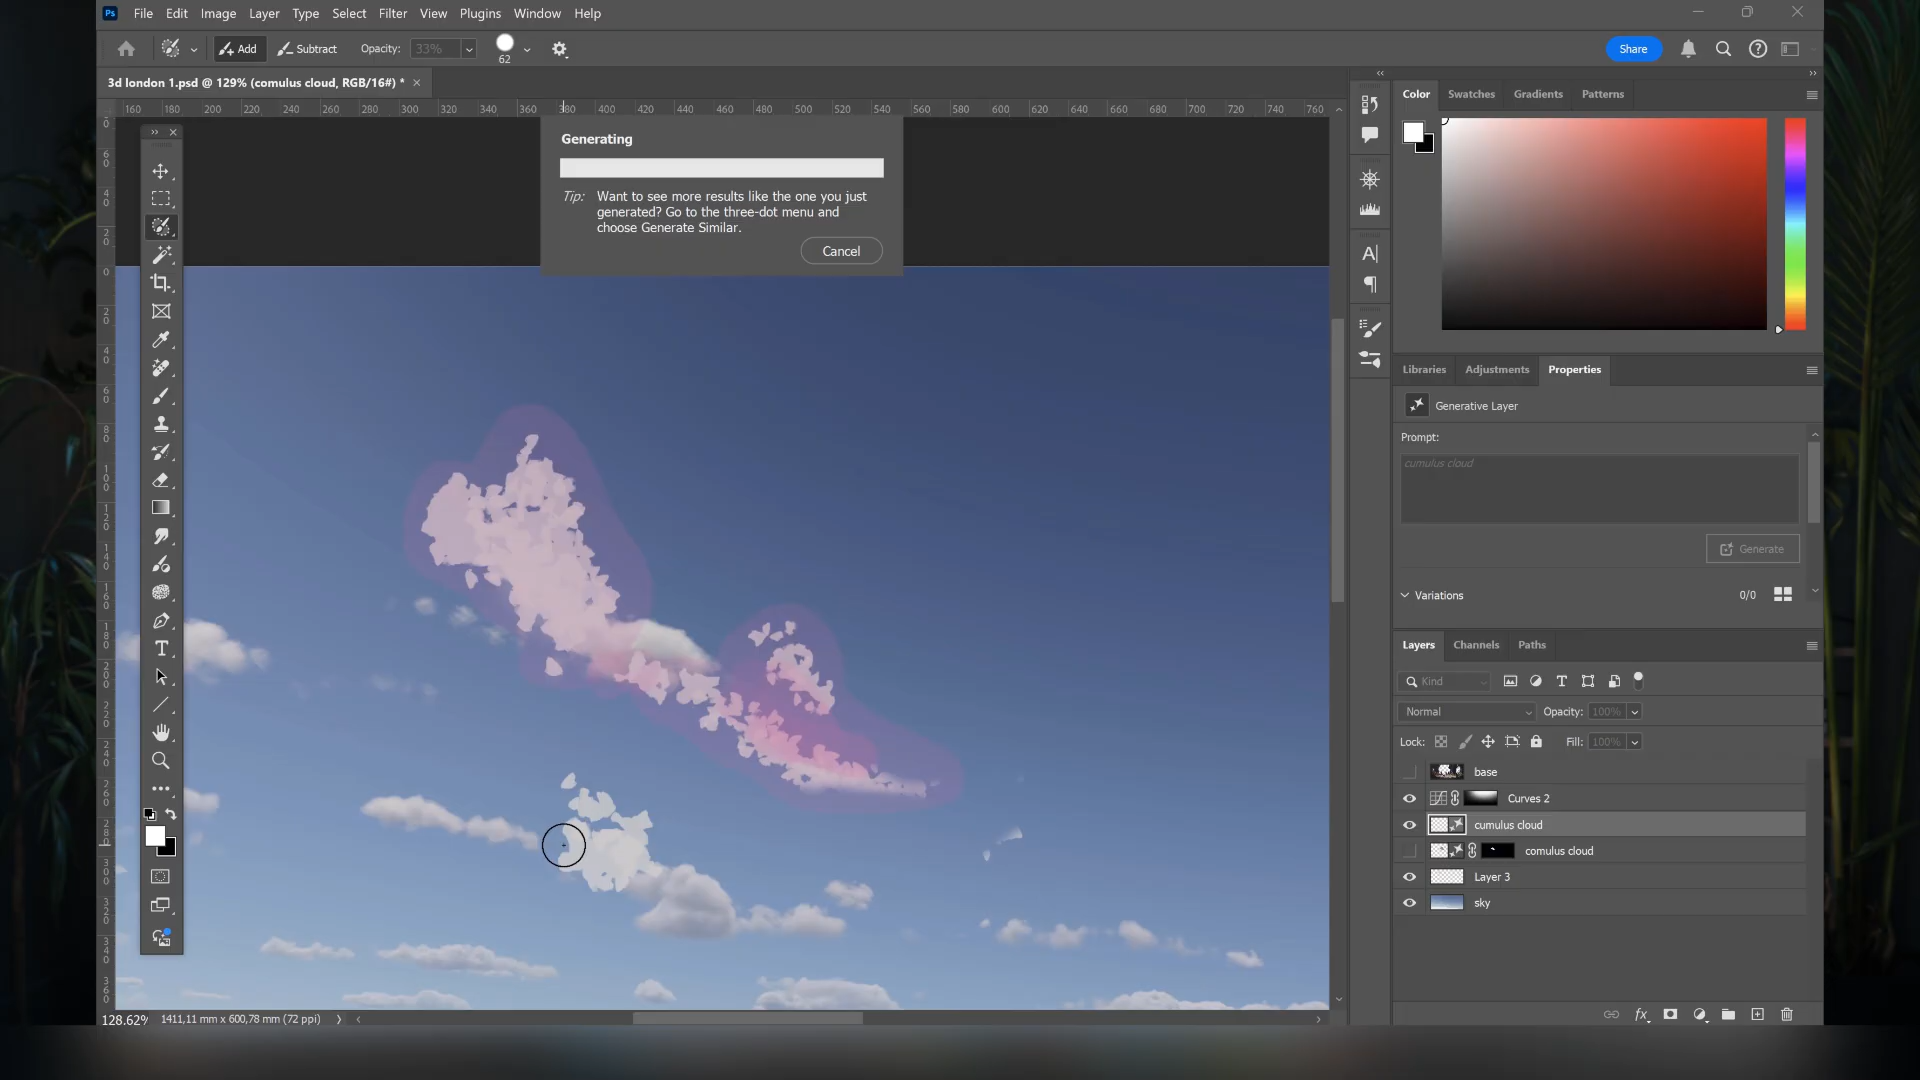 Ps File Edit Image Layer Type Select Filter View Plugins Window Help
Add Subtract Opacity: 33% 62 Share
3d london 1.psd @ 129% (comulus cloud, RGB/16#) *
160 180 200 220 240 260 280 300 320 340 360 380 400 420 440 460 480 500 520 540 560 580 600 620 640 660 680 700 720 740 760
Generating
Tip: Want to see more results like the one you just
generated? Go to the three-dot menu and
choose Generate Similar.
Cancel
Color Swatches Gradients Patterns
Libraries Adjustments Properties
Generative Layer
Prompt:
cumulus cloud
Generate
Variations 0/0
Layers Channels Paths
Kind
Normal Opacity: 100%
Lock: Fill: 100%
base
Curves 2
cumulus cloud
comulus cloud
Layer 3
sky
128.62% 1411,11 mm x 600,78 mm (72 ppi)